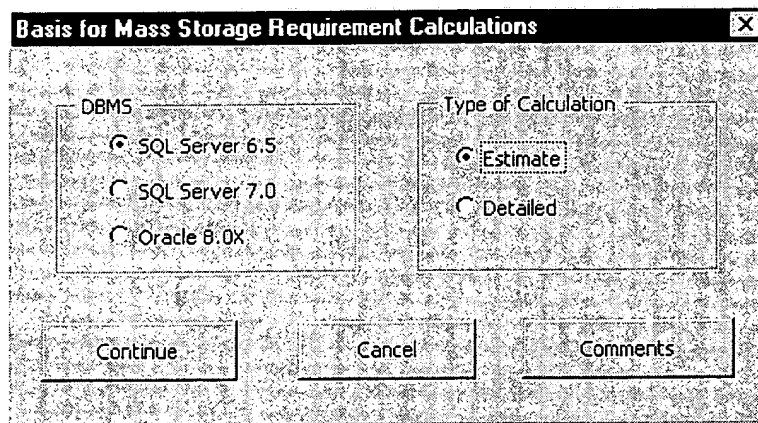 Basis for Mass Storage Requirement Calculations
DBMS
SQL Server 6.5
SQL Server 7.0
Oracle 8.0X
Type of Calculation
Estimate
Detailed
Continue
Cancel
Comments